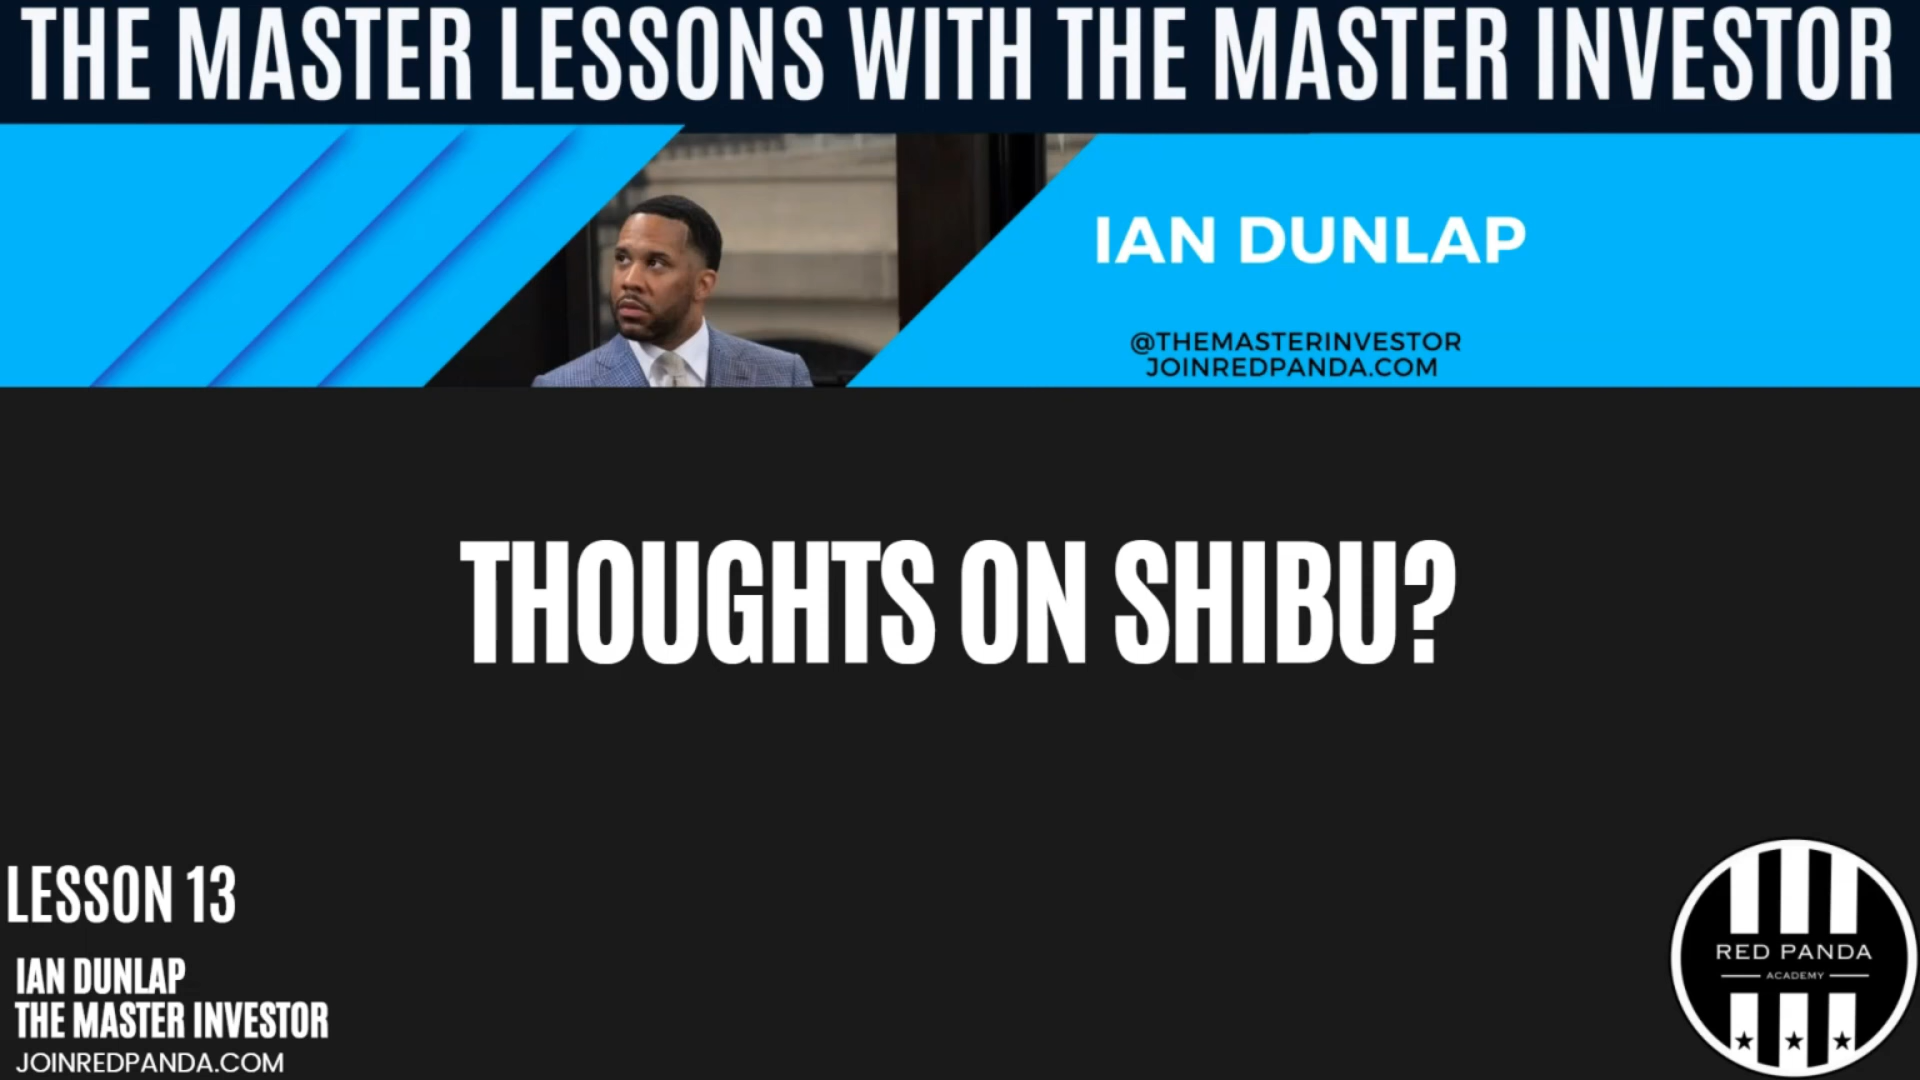 THE MASTER LESSONS WITH THE MASTER INVESTOR
IAN DUNLAP
@THEMASTERINVESTOR
JOINREDPANDA.COM
THOUGHTS ON SHIBU?
LESSON 13
IAN DUNLAP
THE MASTER INVESTOR
JOINREDPANDA.COM
RED PANDA
ACADEMY